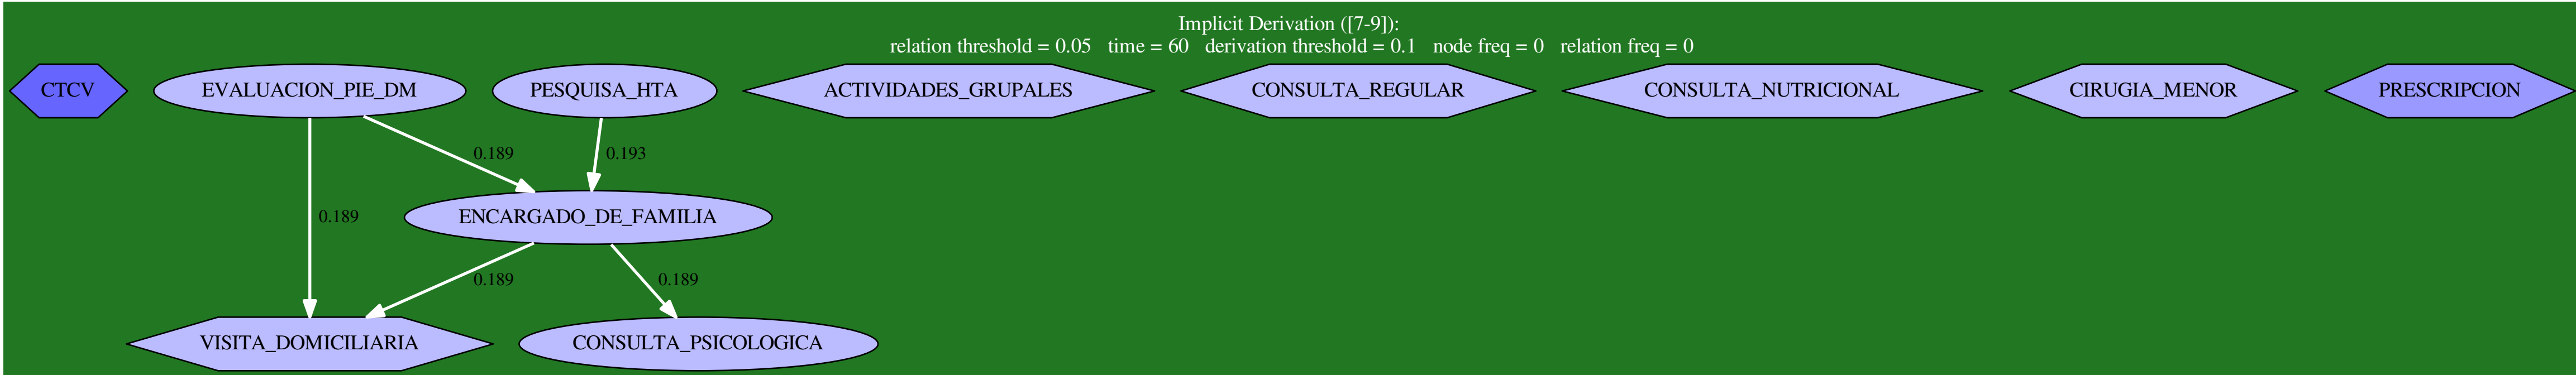 Implicit Derivation ([7-9]):
relation threshold = 0.05   time = 60   derivation threshold = 0.1   node freq = 0   relation freq = 0
CTCV
EVALUACION_PIE_DM
PESQUISA_HTA
ACTIVIDADES_GRUPALES
CONSULTA_REGULAR
CONSULTA_NUTRICIONAL
CIRUGIA_MENOR
PRESCRIPCION
0.189
0.193
0.189
ENCARGADO_DE_FAMILIA
0.189
0.189
VISITA_DOMICILIARIA
CONSULTA_PSICOLOGICA